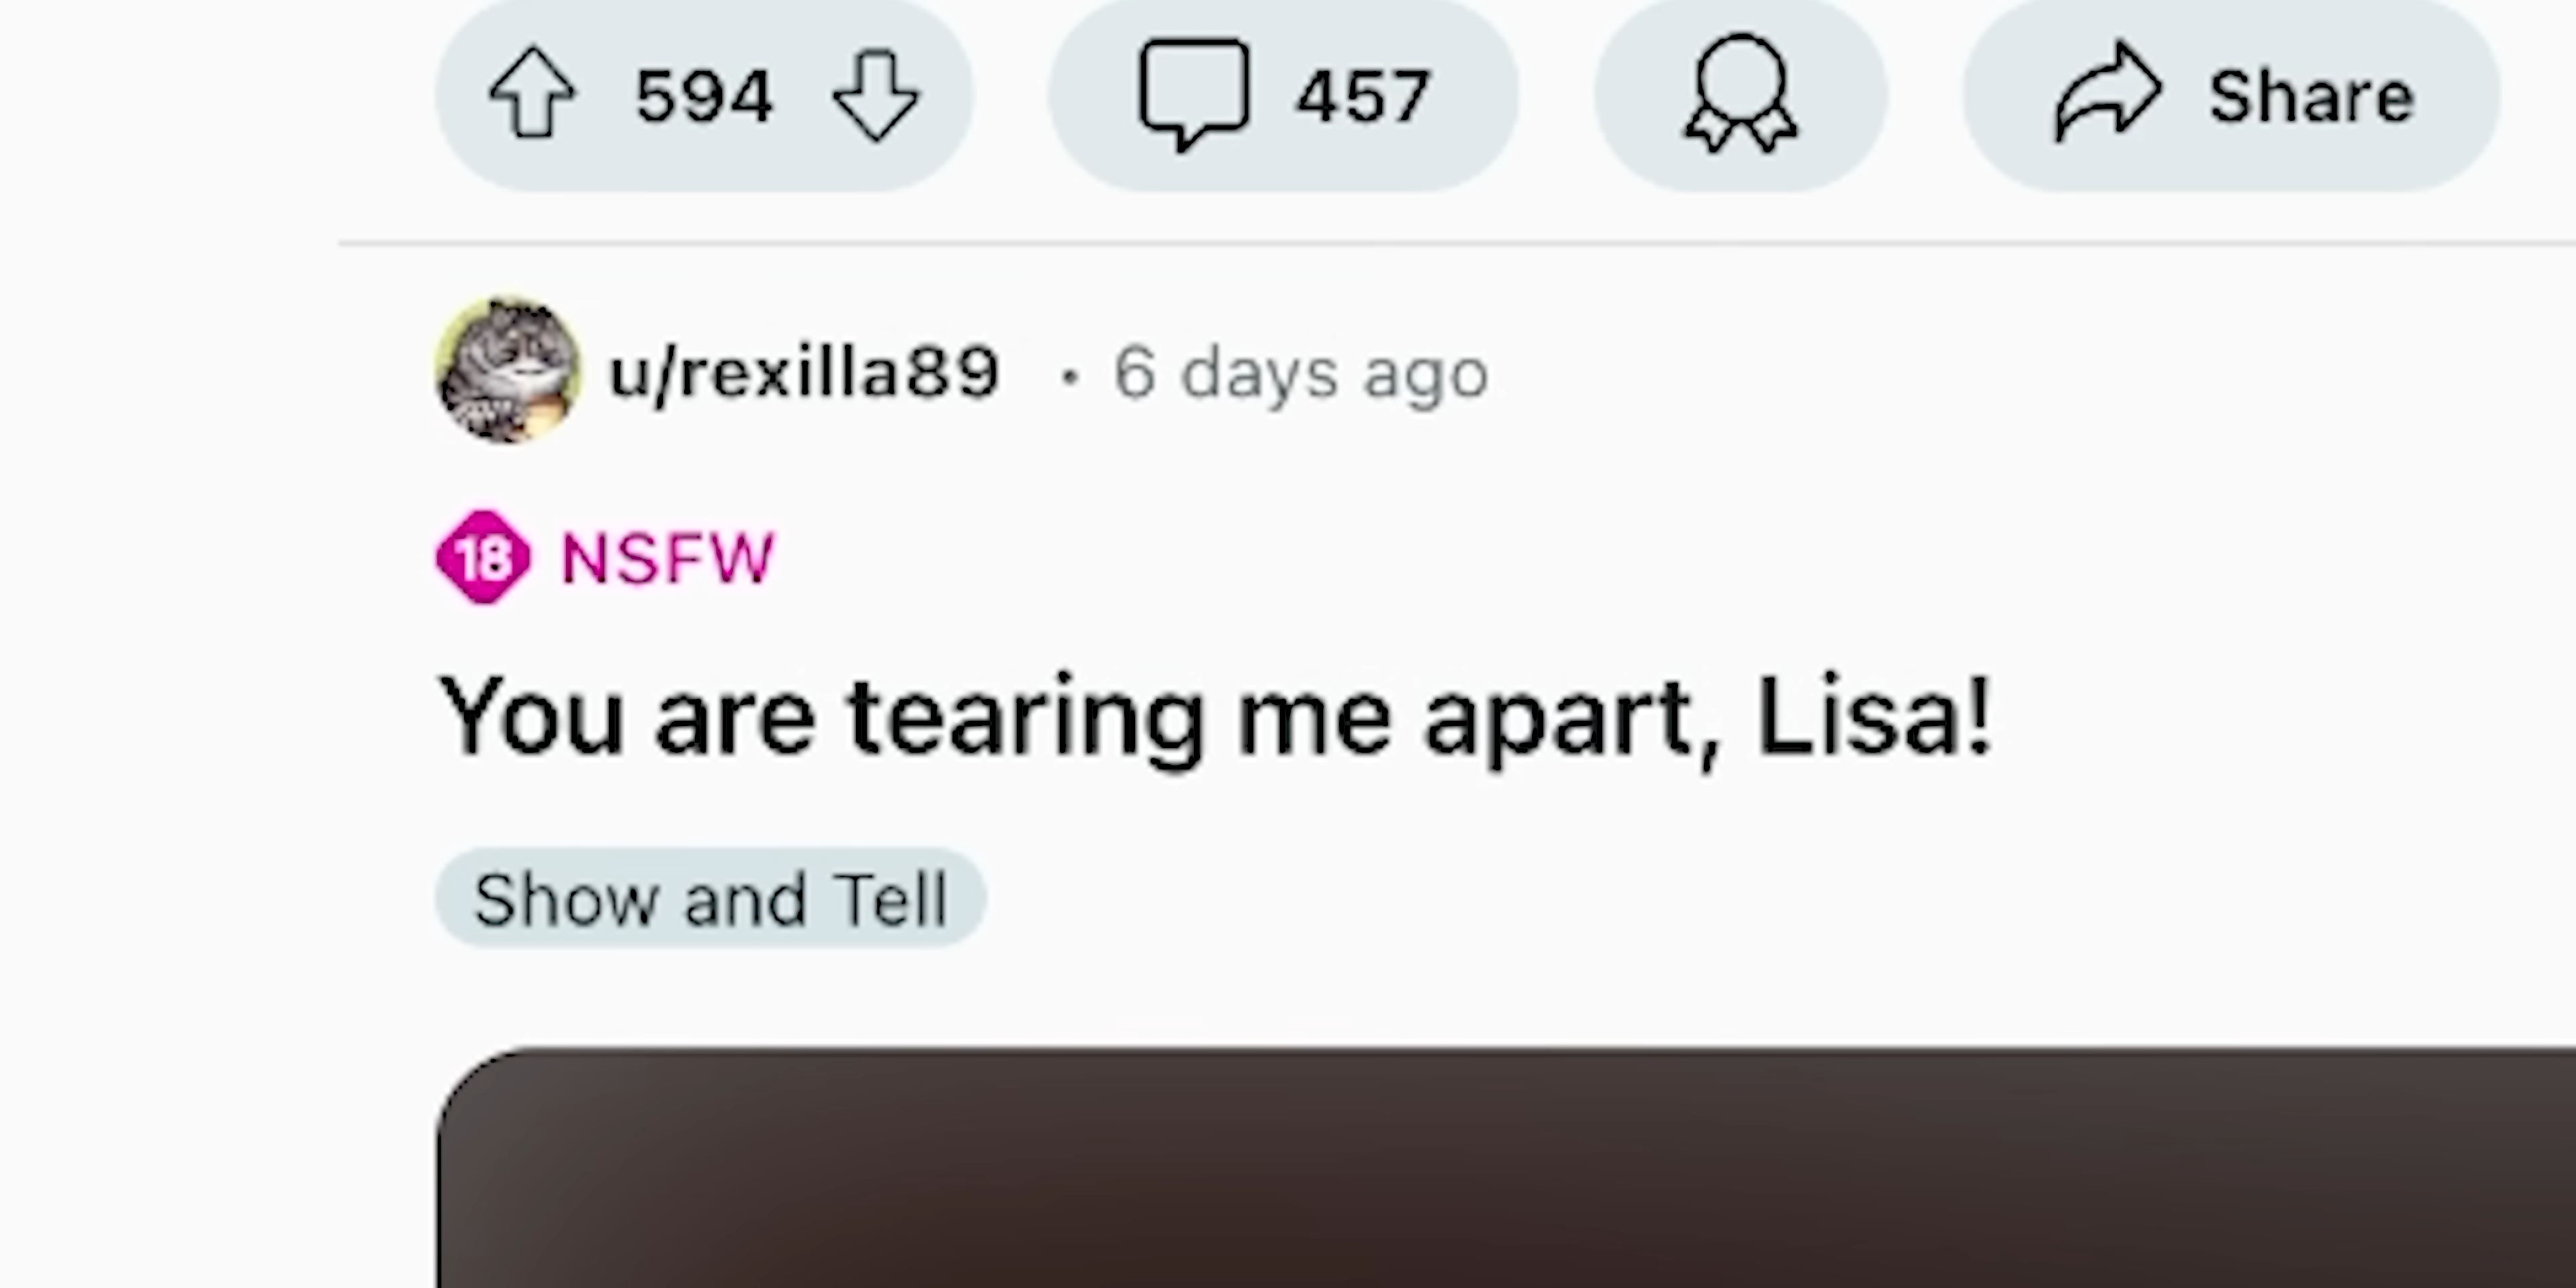 594 457 Share
u/rexilla89 • 6 days ago
18 NSFW
You are tearing me apart, Lisa!
Show and Tell